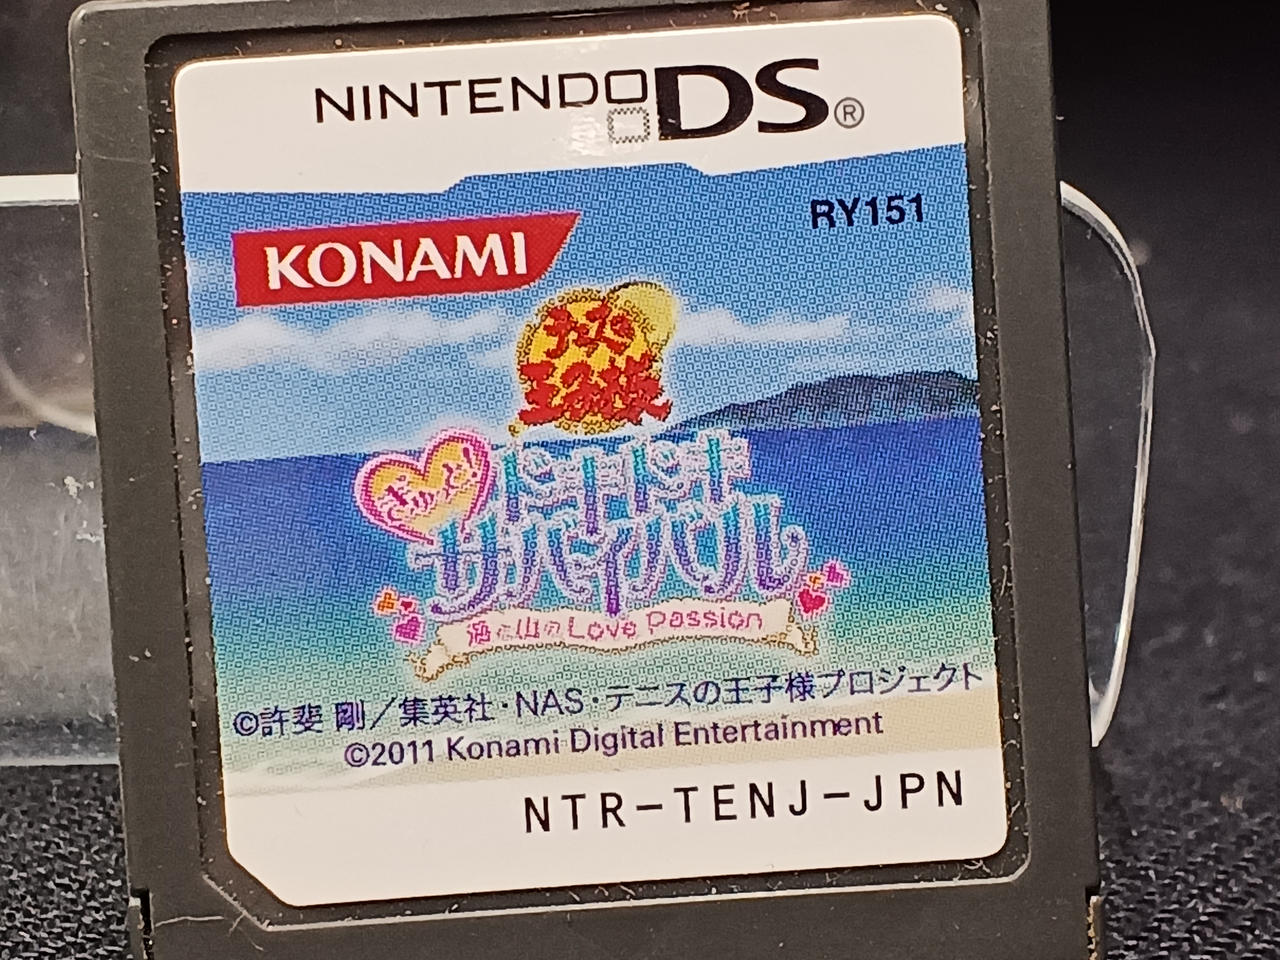 NINTENDO DS®
RY151
KONAMI
テニスの
王子様
ぎゅっと!
ドキドキ
サバイバル
海と山のLove Passion
©許斐 剛/集英社・NAS・テニスの王子様プロジェクト
©2011 Konami Digital Entertainment
NTR-TENJ-JPN